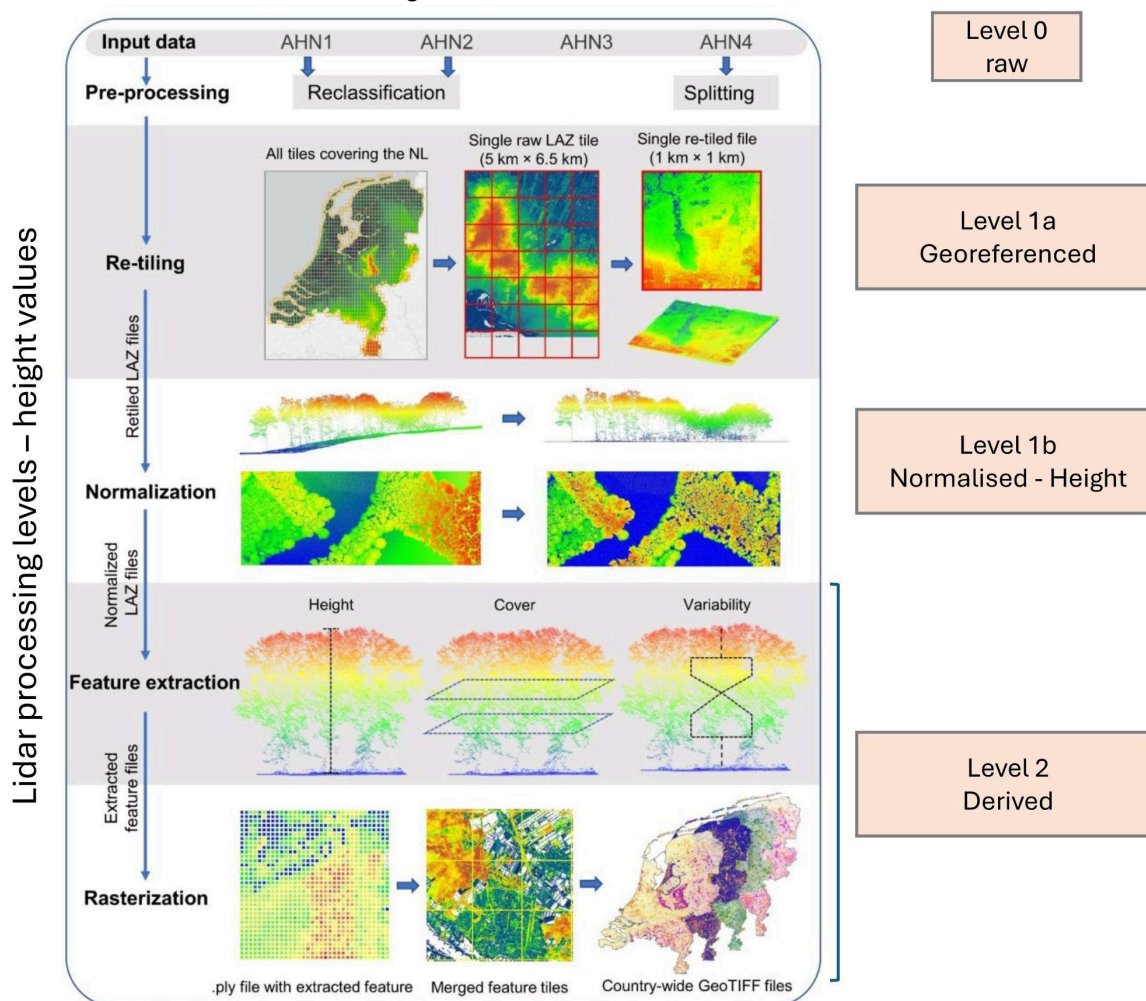 Input data
AHN1
AHN2
AHN3
AHN4
Level 0
raw
Pre-processing
Reclassification
Splitting
All tiles covering the NL
Single raw LAZ tile
(5 km × 6.5 km)
Single re-tiled file
(1 km × 1 km)
Re-tiling
Level 1a
Georeferenced
Retiled LAZ files
Lidar processing levels – height values
Normalization
Level 1b
Normalised - Height
Normalized
LAZ files
Height
Cover
Variability
Feature extraction
Level 2
Derived
Extracted
feature files
Rasterization
.ply file with extracted feature
Merged feature tiles
Country-wide GeoTIFF files